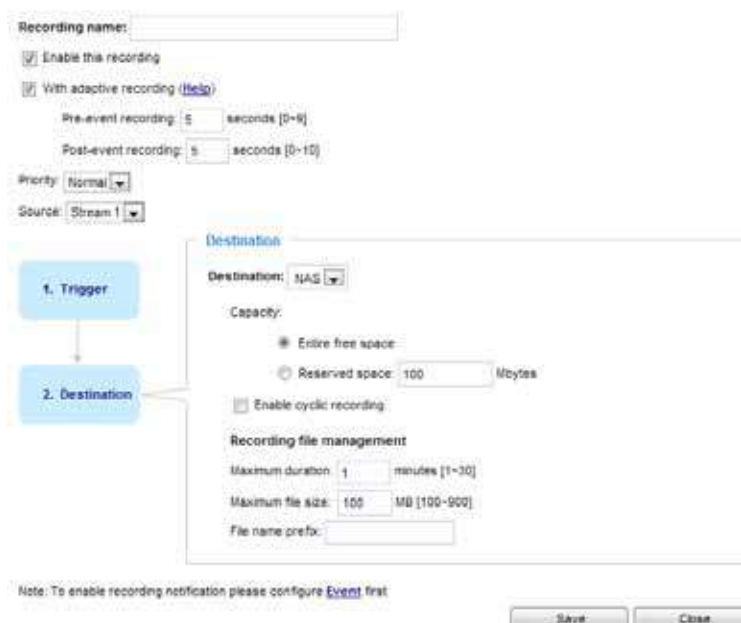 Recording name:
Enable this recording
With adaptive recording (Help)
Pre-event recording: 5 seconds [0~9]
Post-event recording: 5 seconds [0~10]
Priority: Normal
Source: Stream 1
Destination
1. Trigger
Destination: NAS
Capacity:
Entire free space
Reserved space: 100 Mbytes
2. Destination
Enable cyclic recording
Recording file management
Maximum duration: 1 minutes [1~30]
Maximum file size: 100 MB [100~900]
File name prefix:
Note: To enable recording notification please configure Event first
Save Close